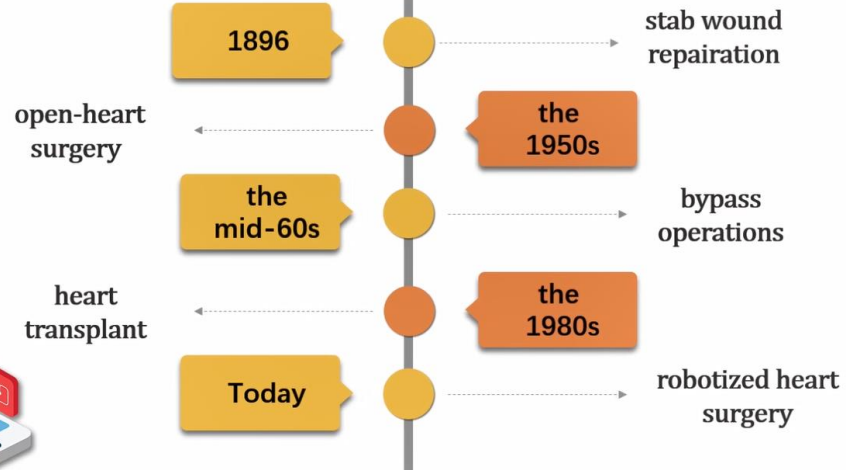 1896
stab wound
repairation
open-heart
surgery
the
1950s
the
mid-60s
bypass
operations
heart
transplant
the
1980s
Today
robotized heart
surgery